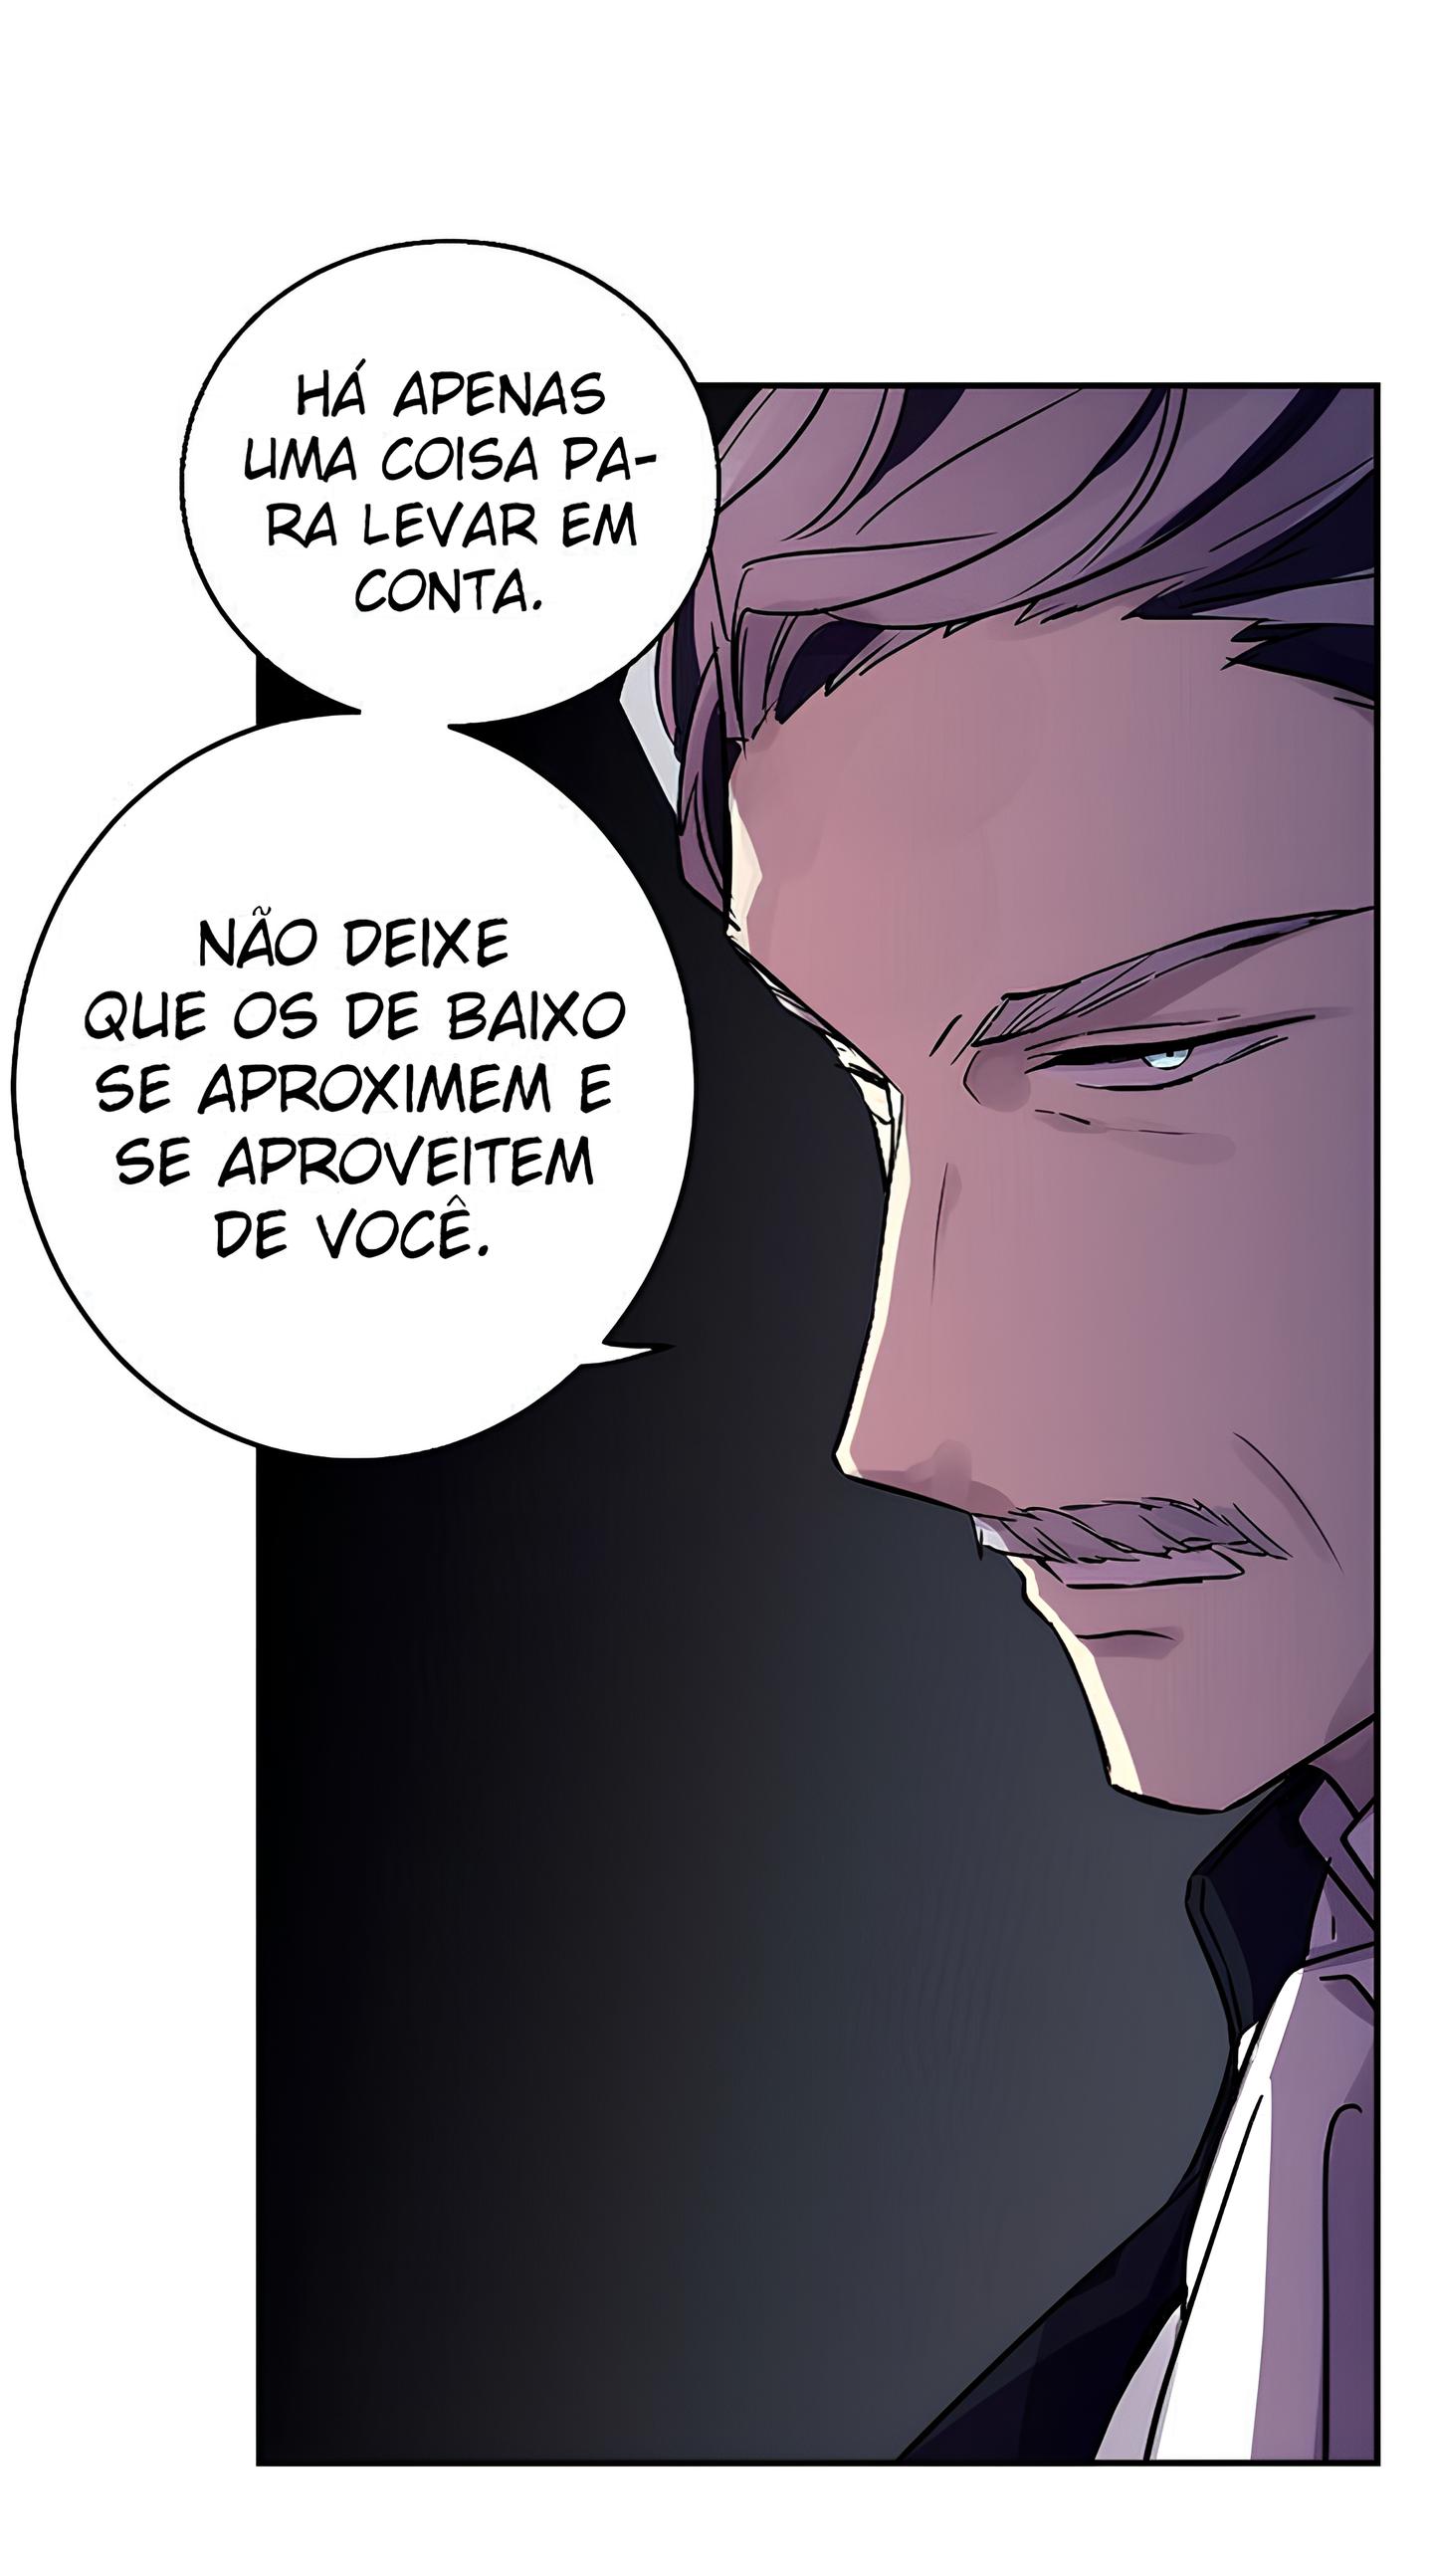 HÁ APENAS
UMA COISA PA-
RA LEVAR EM
CONTA.
NÃO DEIXE
QUE OS DE BAIXO
SE APROXIMEM E
SE APROVEITEM
DE VOCÊ.